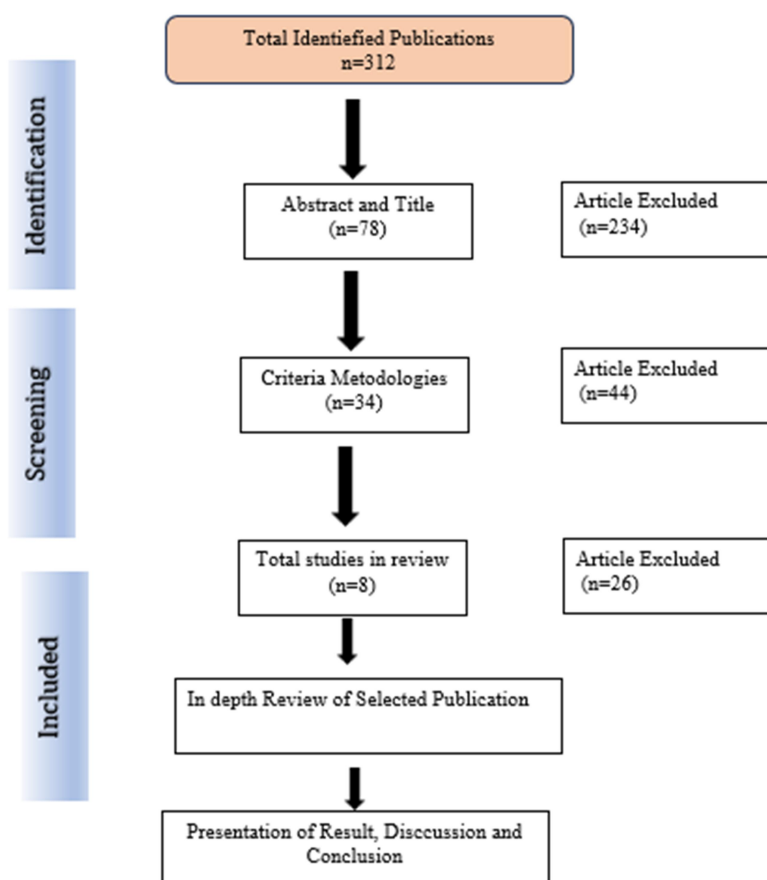 Total Identiefied Publications
n=312
Identification
Abstract and Title
(n=78)
Article Excluded
(n=234)
Screening
Criteria Metodologies
(n=34)
Article Excluded
(n=44)
Total studies in review
(n=8)
Article Excluded
(n=26)
Included
In depth Review of Selected Publication
Presentation of Result, Disccussion and
Conclusion